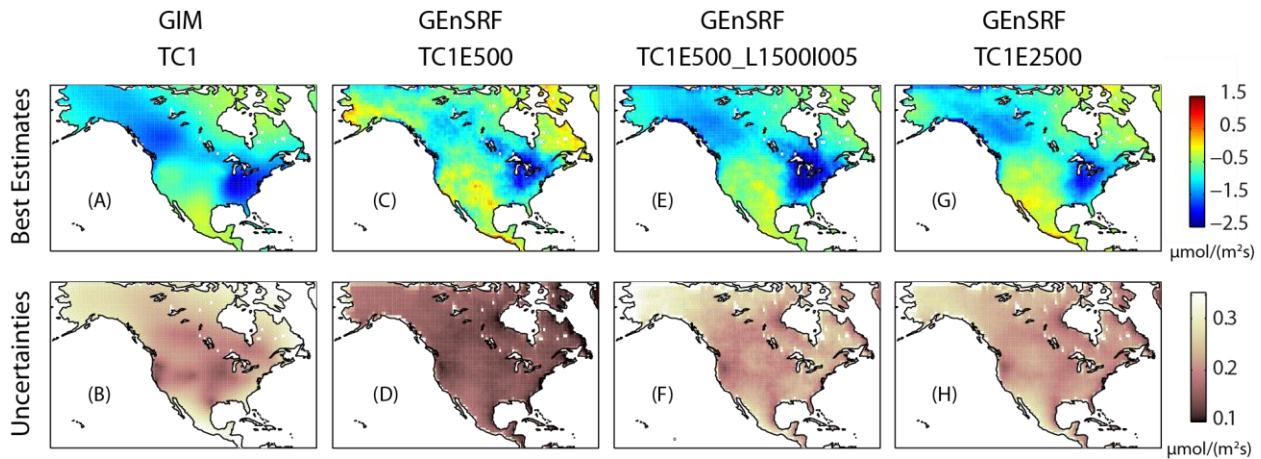 GIM GEnSRF GEnSRF GEnSRF
TC1 TC1E500 TC1E500_L1500I005 TC1E2500
Best Estimates
(A) (C) (E) (G)
1.5
0.5
−0.5
−1.5
−2.5
μmol/(m²s)
Uncertainties
(B) (D) (F) (H)
0.3
0.2
0.1
μmol/(m²s)